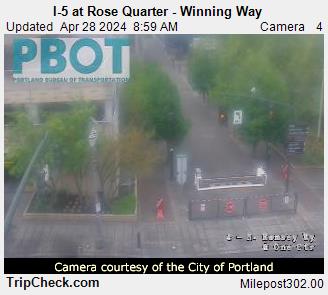 I-5 at Rose Quarter - Winning Way
Updated Apr 28 2024 8:59 AM Camera 4
PBOT
PORTLAND BUREAU OF TRANSPORTATION
Camera courtesy of the City of Portland
TripCheck.com Milepost302.00